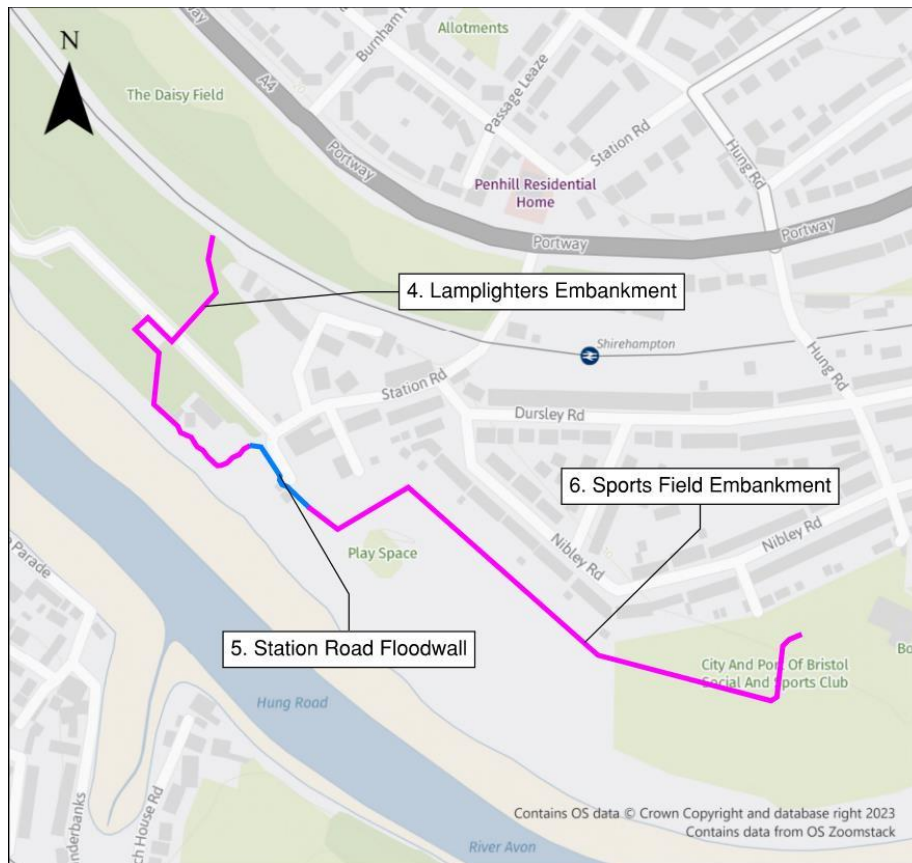 N
Allotments
Burnham
The Daisy Field
A4
Portway
Passage Leaze
Station Rd
Hung Rd
Penhill Residential
Home
Portway
Portway
4. Lamplighters Embankment
Shirehampton
Station Rd
Hung Rd
Dursley Rd
6. Sports Field Embankment
Nibley Rd
Nibley Rd
Play Space
Parade
5. Station Road Floodwall
City And Port Of Bristol
Social And Sports Club
Bo
Hung Road
ch House Rd
nderbanks
River Avon
Contains OS data © Crown Copyright and database right 2023
Contains data from OS Zoomstack